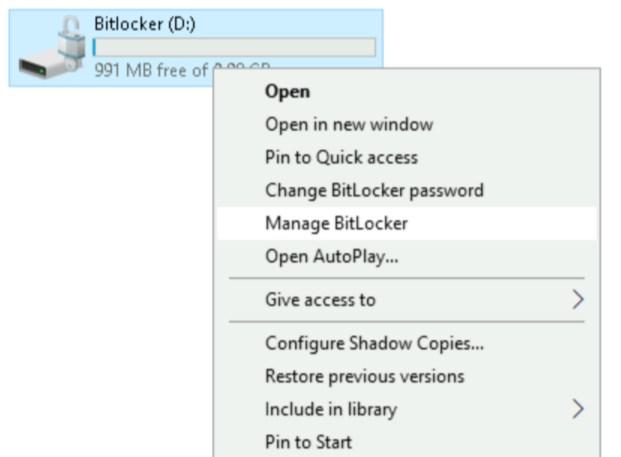 Bitlocker (D:)
991 MB free of
Open
Open in new window
Pin to Quick access
Change BitLocker password
Manage BitLocker
Open AutoPlay...
Give access to
Configure Shadow Copies...
Restore previous versions
Include in library
Pin to Start